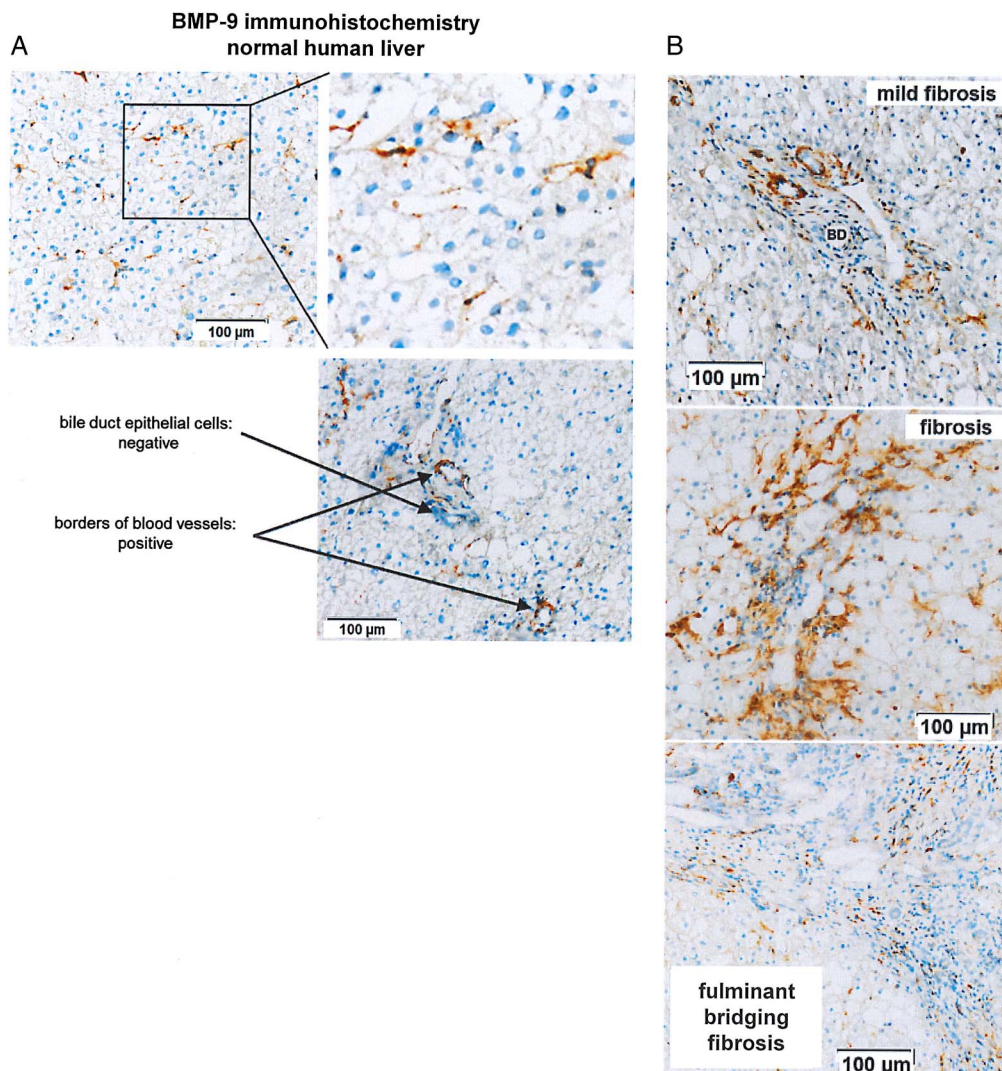 BMP-9 immunohistochemistry
normal human liver
A
100 µm
bile duct epithelial cells:
negative
borders of blood vessels:
positive
100 µm
B
mild fibrosis
BD
100 µm
fibrosis
100 µm
fulminant
bridging
fibrosis
100 µm